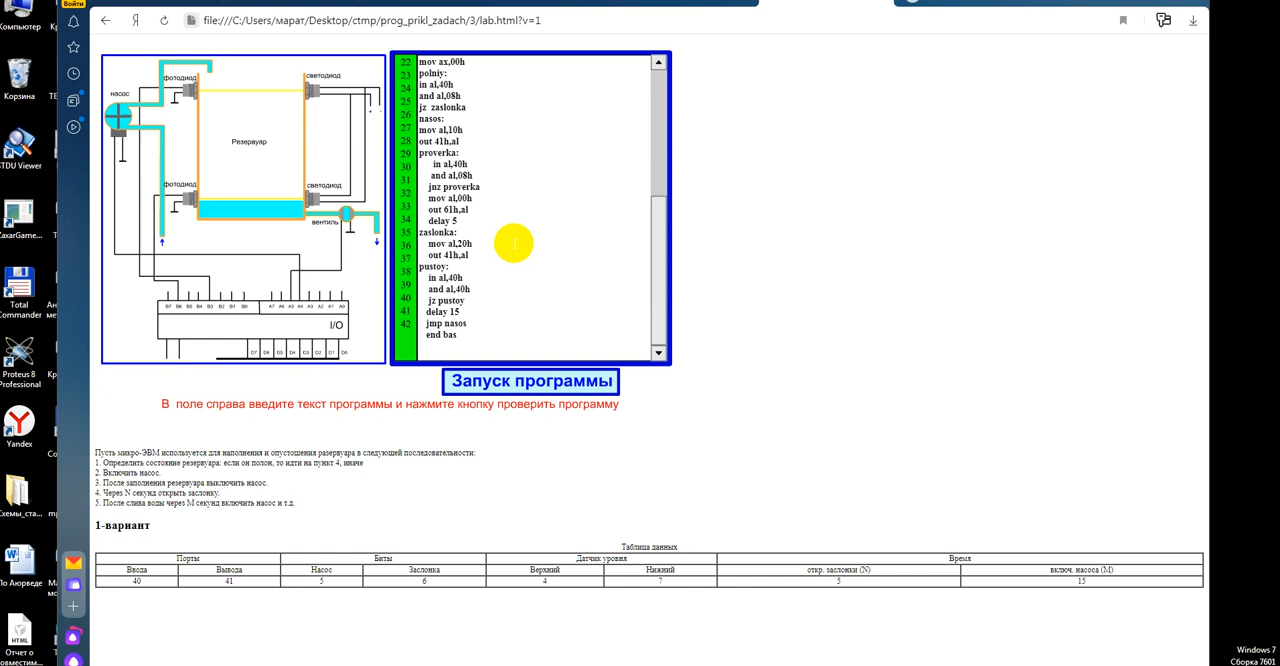 Войти
file:///C:/Users/марат/Desktop/ctmp/prog_prikl_zadach/3/lab.html?v=1
Компьютер
Корзина
STDU Viewer
ZaxarGame...
Total
Commander
Proteus 8
Professional
Yandex
Схемы_ста...
По Аюрведе
Отчет о
совместим...
фотодиод
светодиод
насос
Резервуар
фотодиод
светодиод
вентиль
B7 B6 B5 B4 B3 B2 B1 B0 A7 A6 A5 A4 A3 A2 A1 A0
I/O
D7 D6 D5 D4 D3 D2 D1 D0
22 mov ax,00h
23 polniy:
24 in al,40h
25 and al,08h
26 jz zaslonka
27 nasos:
28 mov al,10h
29 out 41h,al
30 proverka:
31 in al,40h
32 and al,08h
33 jnz proverka
34 mov al,00h
35 out 61h,al
36 delay 5
37 zaslonka:
38 mov al,20h
39 out 41h,al
40 pustoy:
41 in al,40h
42 and al,40h
jz pustoy
delay 15
jmp nasos
end bas
Запуск программы
В поле справа введите текст программы и нажмите кнопку проверить программу
Пусть микро-ЭВМ используется для наполнения и опустошения разервуара в следующей последовательности:
1. Определить состояние резервуара: если он полон, то идти на пункт 4, иначе
2. Включить насос.
3. После заполнения резервуара выключить насос.
4. Через N секунд открыть заслонку.
5. После слива воды через M секунд включить насос и т.д.
1-вариант
Таблица данных
Порты Биты Датчик уровня Время
Ввода Вывода Насос Заслонка Верхний Нижний откр. заслонки (N) включ. насоса (M)
40 41 5 6 4 7 5 15
Windows 7
Сборка 7601